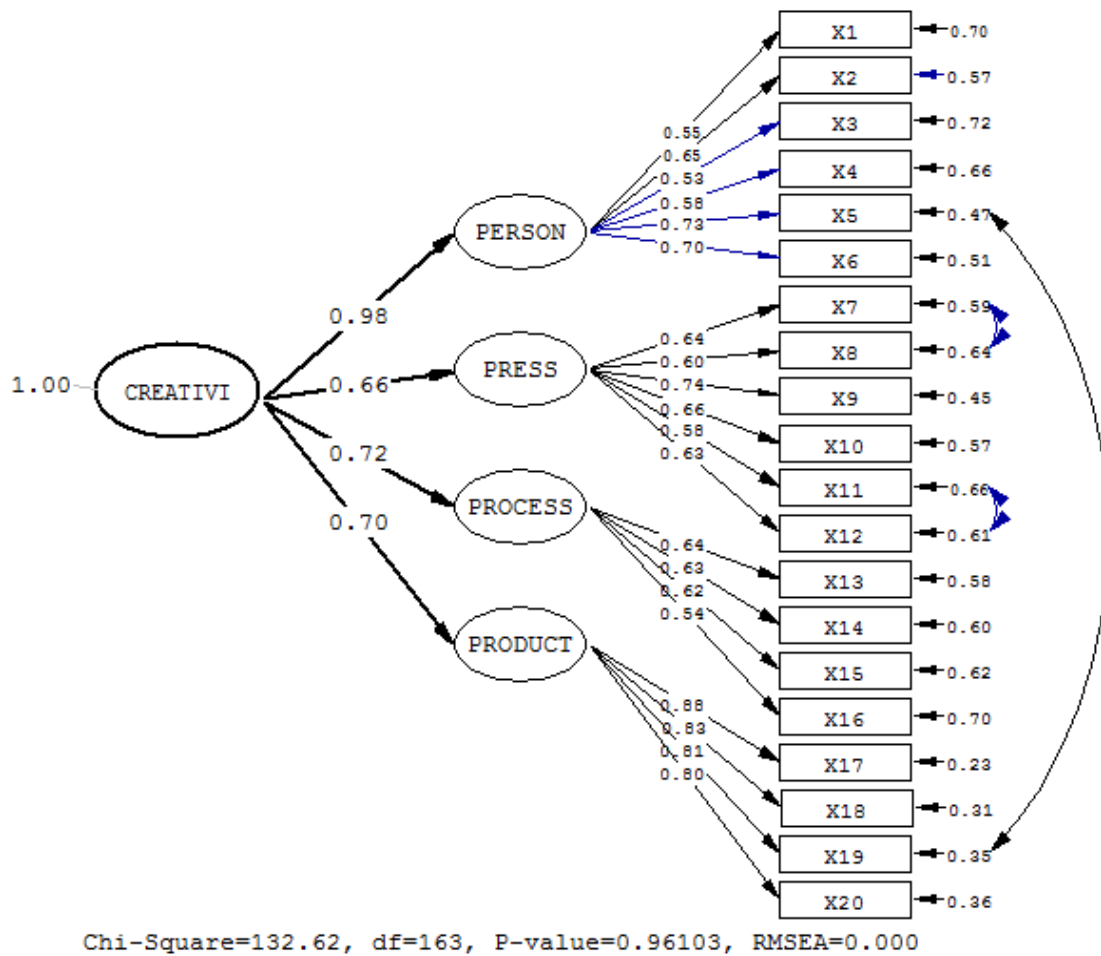 X1 0.70
X2 0.57
X3 0.72
0.55
0.65
0.53
X4 0.66
0.58
X5 0.47
0.73
PERSON
0.70
X6 0.51
X7 0.59
0.98
0.64
X8 0.64
0.60
PRESS
1.00
CREATIVI
0.66
0.74
X9 0.45
0.66
0.58
X10 0.57
0.63
0.72
X11 0.66
PROCESS
X12 0.61
0.70
0.64
0.63
X13 0.58
0.62
0.54
X14 0.60
PRODUCT
X15 0.62
0.88
X16 0.70
0.83
0.81
X17 0.23
0.80
X18 0.31
X19 0.35
X20 0.36
Chi-Square=132.62, df=163, P-value=0.96103, RMSEA=0.000